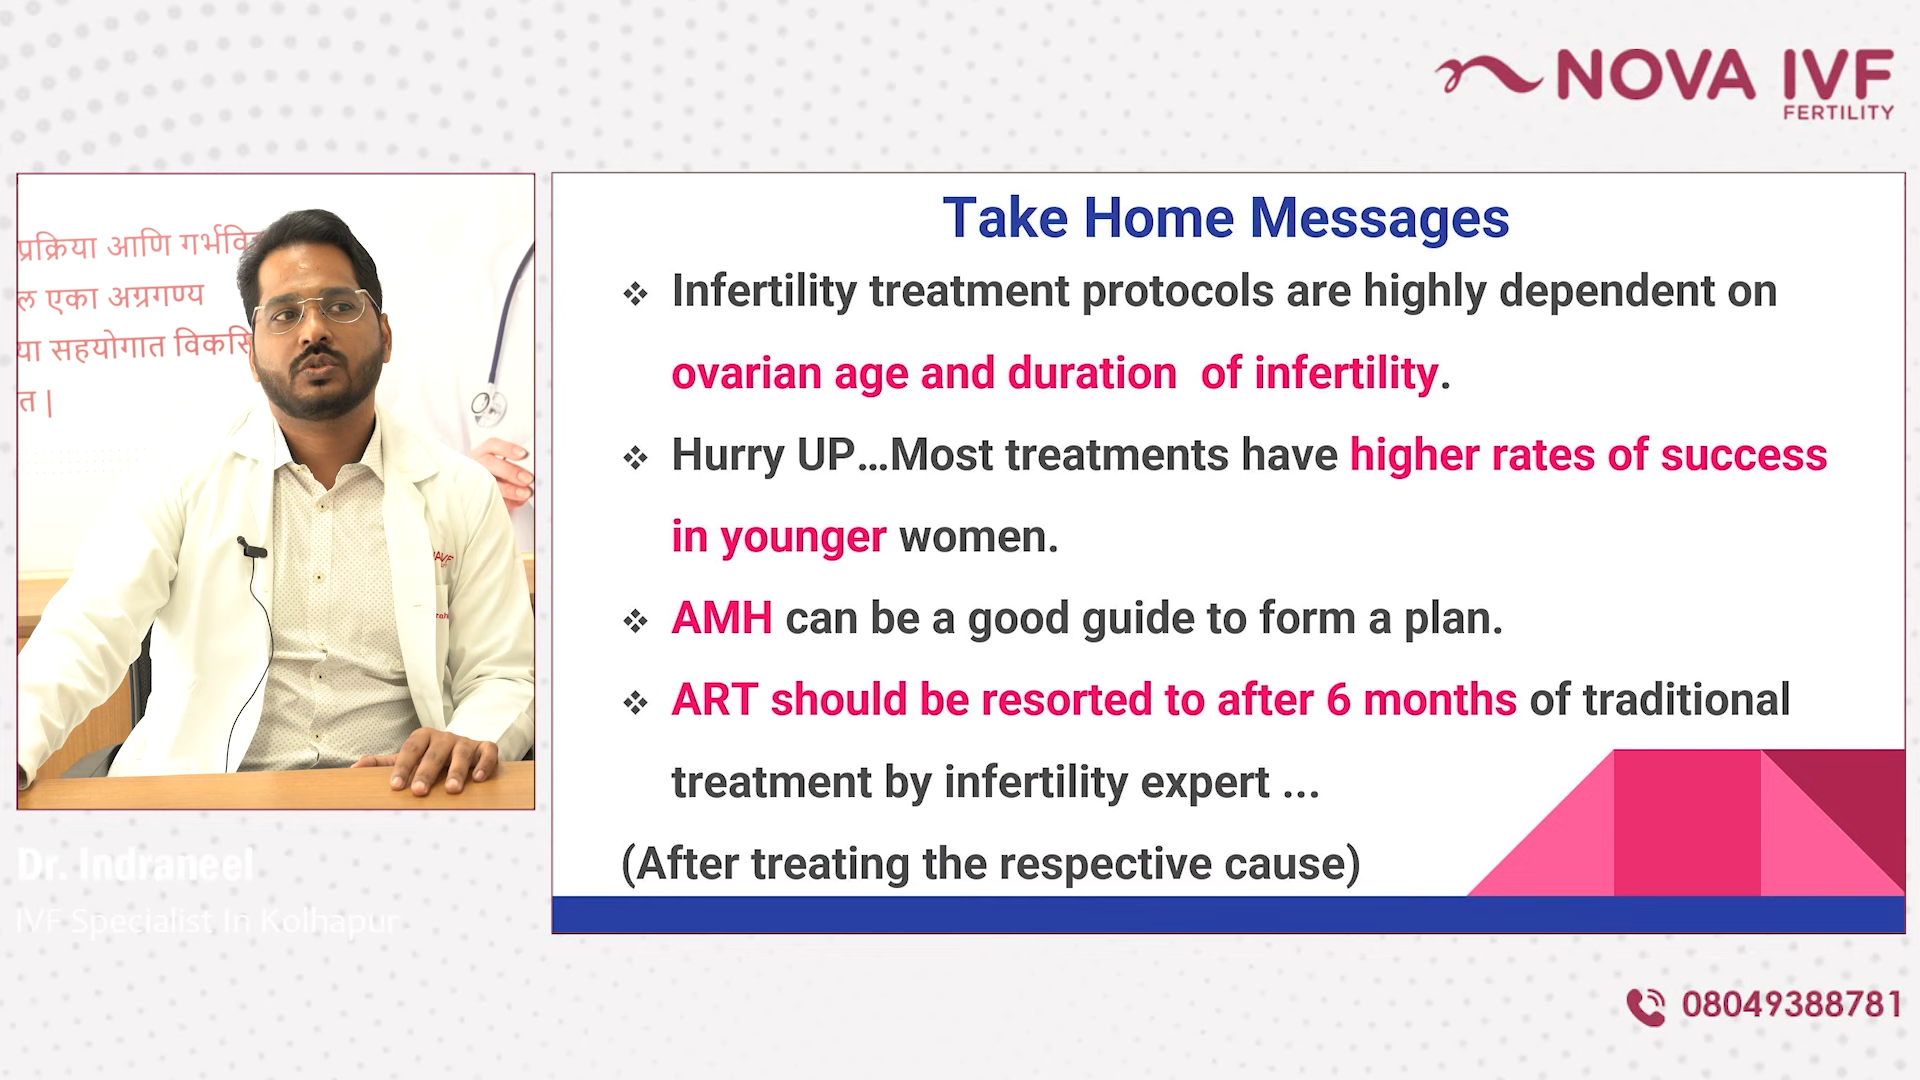 NOVA IVF
FERTILITY
प्रक्रिया आणि
ल एका अग्रगण्य
या सहयोगात
त |
Take Home Messages
❖ Infertility treatment protocols are highly dependent on
ovarian age and duration of infertility.
❖ Hurry UP...Most treatments have higher rates of success
in younger women.
❖ AMH can be a good guide to form a plan.
❖ ART should be resorted to after 6 months of traditional
treatment by infertility expert ...
(After treating the respective cause)
Dr. Indraneel
IVF Specialist In Kolhapur
08049388781